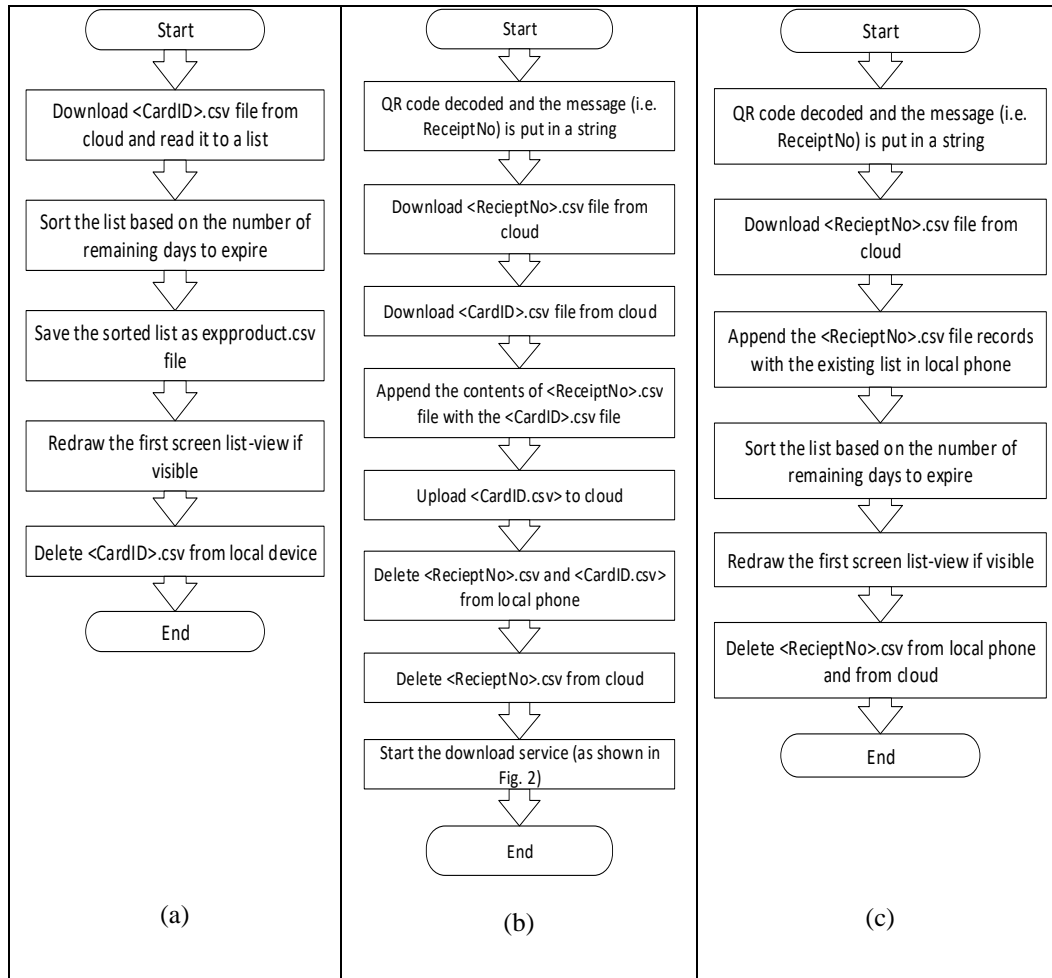 Start
Download <CardID>.csv file from
cloud and read it to a list
Sort the list based on the number of
remaining days to expire
Save the sorted list as expproduct.csv
file
Redraw the first screen list-view if
visible
Delete <CardID>.csv from local device
End
(a)
Start
QR code decoded and the message (i.e.
ReceiptNo) is put in a string
Download <RecieptNo>.csv file from
cloud
Download <CardID>.csv file from cloud
Append the contents of <ReceiptNo>.csv
file with the <CardID>.csv file
Upload <CardID.csv> to cloud
Delete <RecieptNo>.csv and <CardID.csv>
from local phone
Delete <RecieptNo>.csv from cloud
Start the download service (as shown in
Fig. 2)
End
(b)
Start
QR code decoded and the message (i.e.
ReceiptNo) is put in a string
Download <RecieptNo>.csv file from
cloud
Append the <RecieptNo>.csv file records
with the existing list in local phone
Sort the list based on the number of
remaining days to expire
Redraw the first screen list-view if visible
Delete <RecieptNo>.csv from local phone
and from cloud
End
(c)